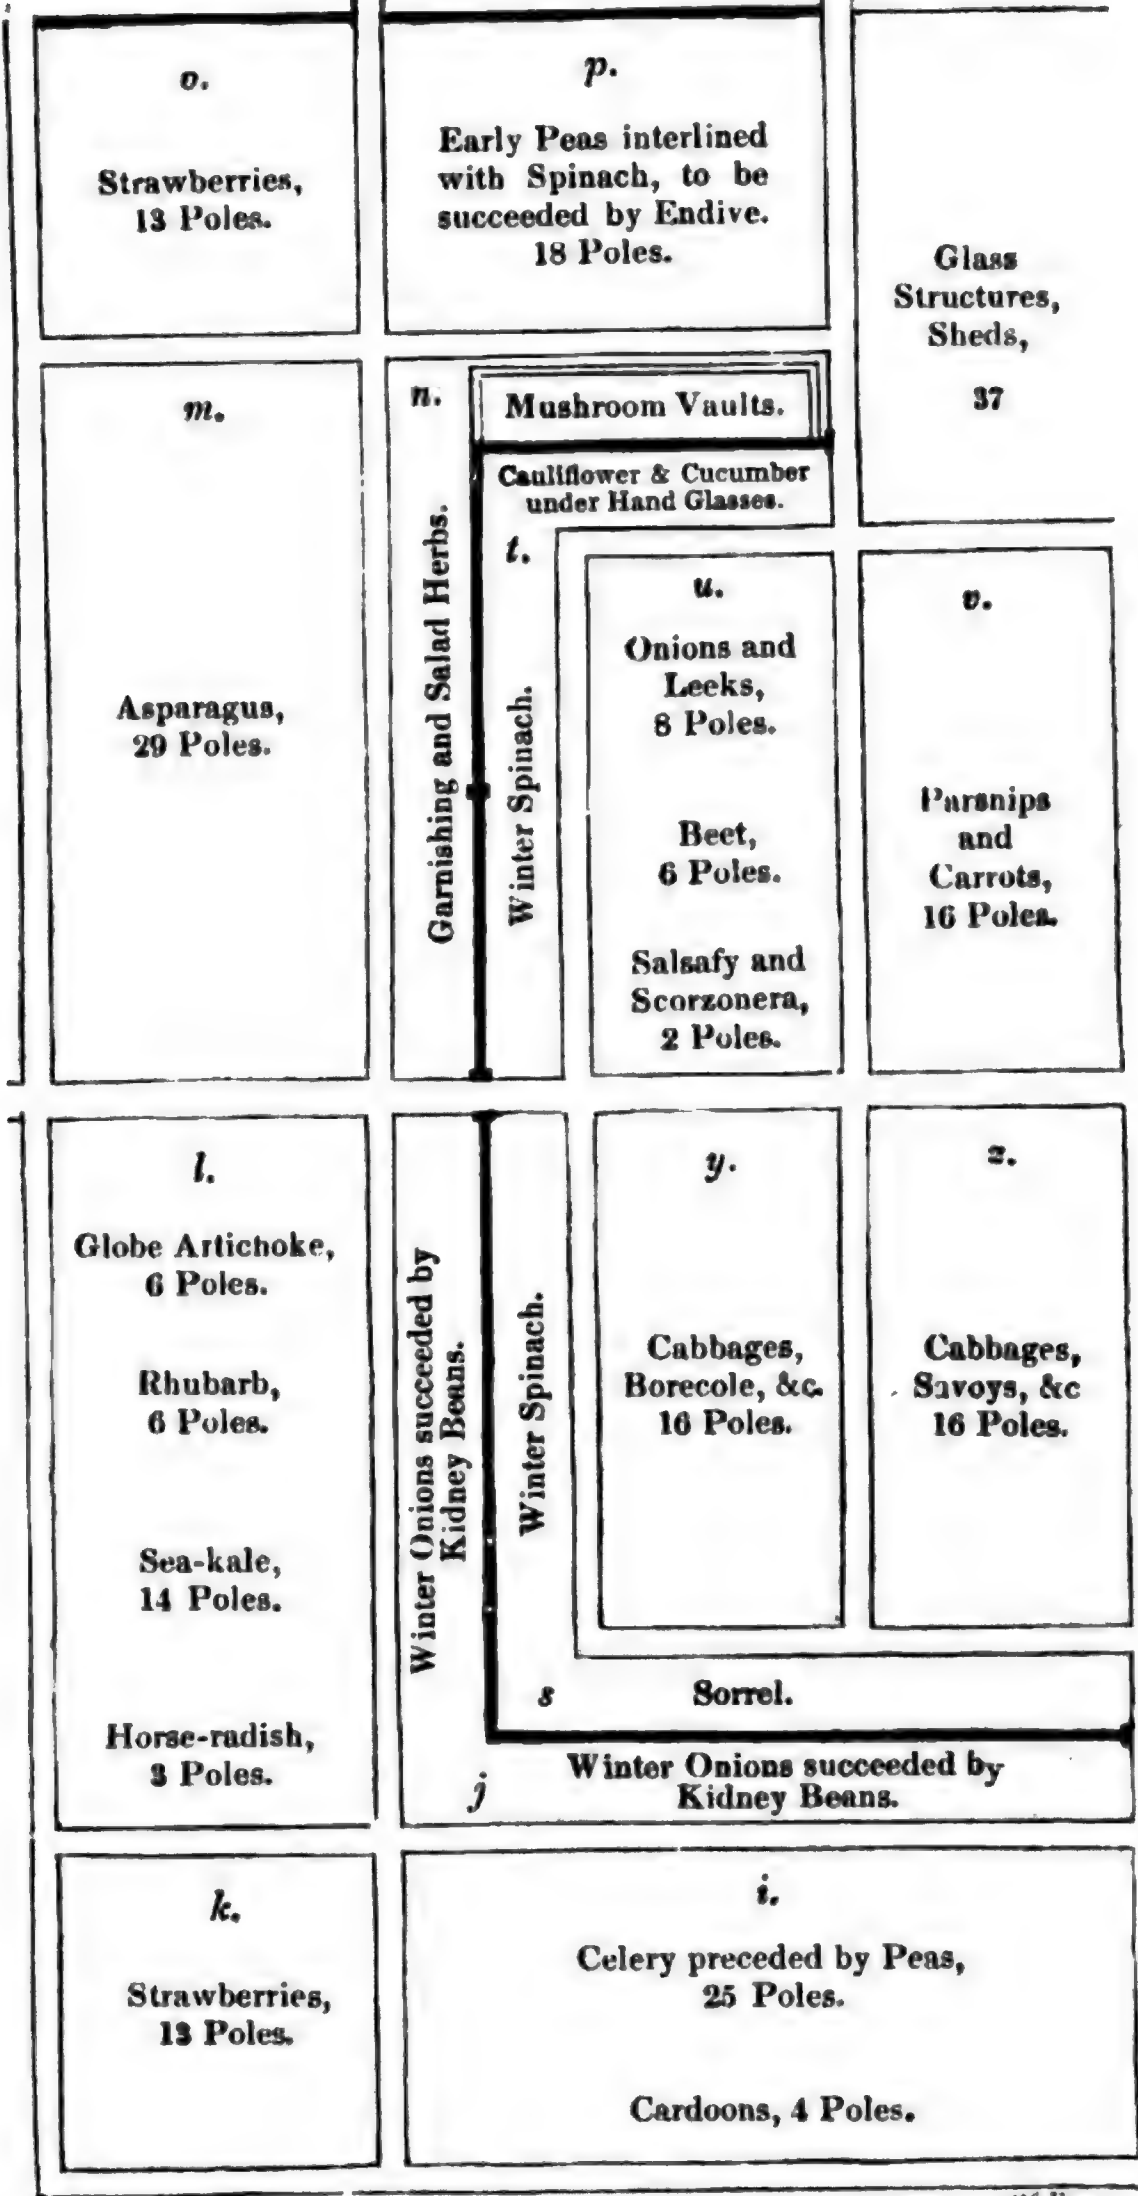 o.
Strawberries,
13 Poles.
p.
Early Peas interlined
with Spinach, to be
succeeded by Endive.
18 Poles.
Glass
Structures,
Sheds,
37
m.
Asparagus,
29 Poles.
n.
Garnishing and Salad Herbs.
Mushroom Vaults.
Cauliflower & Cucumber
under Hand Glasses.
t.
Winter Spinach.
u.
Onions and
Leeks,
8 Poles.
Beet,
6 Poles.
Salsafy and
Scorzonera,
2 Poles.
v.
Parsnips
and
Carrots,
16 Poles.
l.
Globe Artichoke,
6 Poles.
Rhubarb,
6 Poles.
Sea-kale,
14 Poles.
Horse-radish,
3 Poles.
Winter Onions succeeded by
Kidney Beans.
Winter Spinach.
y.
Cabbages,
Borecole, &c.
16 Poles.
z.
Cabbages,
Savoys, &c
16 Poles.
s
Sorrel.
j
Winter Onions succeeded by
Kidney Beans.
k.
Strawberries,
13 Poles.
i.
Celery preceded by Peas,
25 Poles.
Cardoons, 4 Poles.